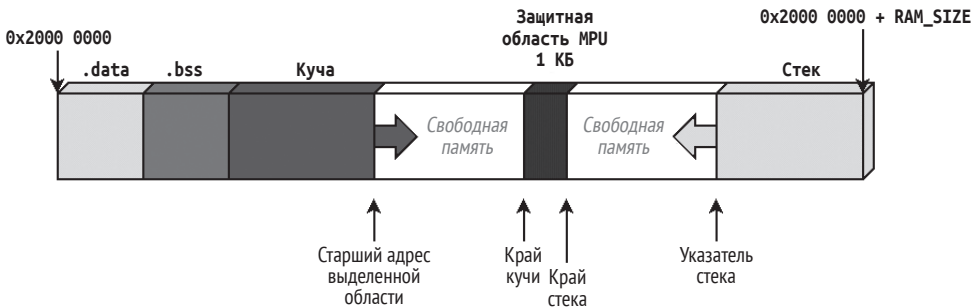 0x2000 0000
Защитная
область MPU
1 КБ
0x2000 0000 + RAM_SIZE
.data
.bss
Куча
Стек
Свободная
память
Свободная
память
Старший адрес
выделенной
области
Край
кучи
Край
стека
Указатель
стека